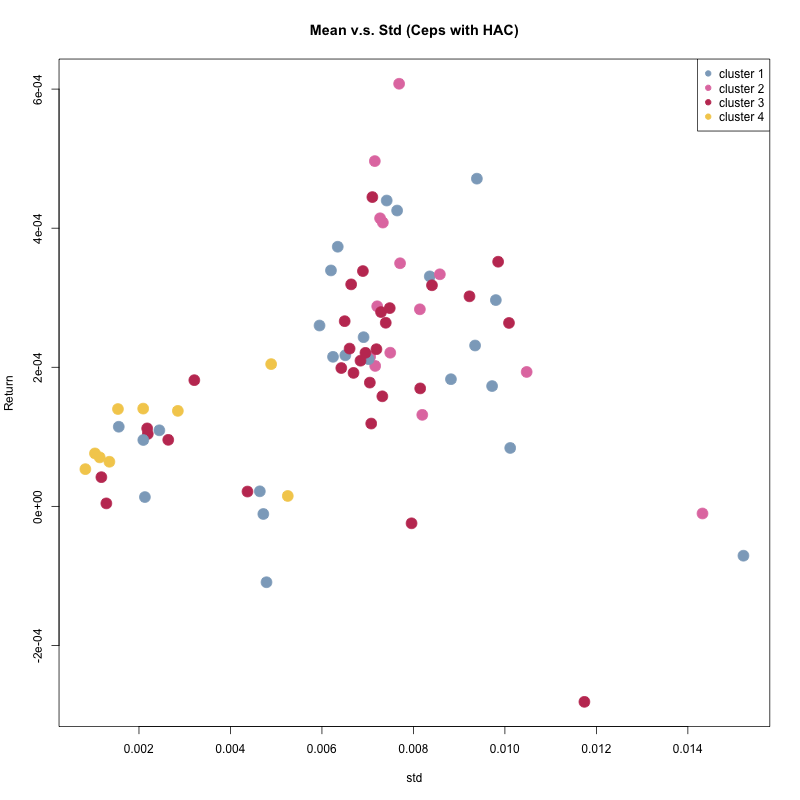 Mean v.s. Std (Ceps with HAC)
cluster 1
cluster 2
cluster 3
cluster 4
6e-04
4e-04
2e-04
0e+00
-2e-04
Return
0.002 0.004 0.006 0.008 0.010 0.012 0.014
std